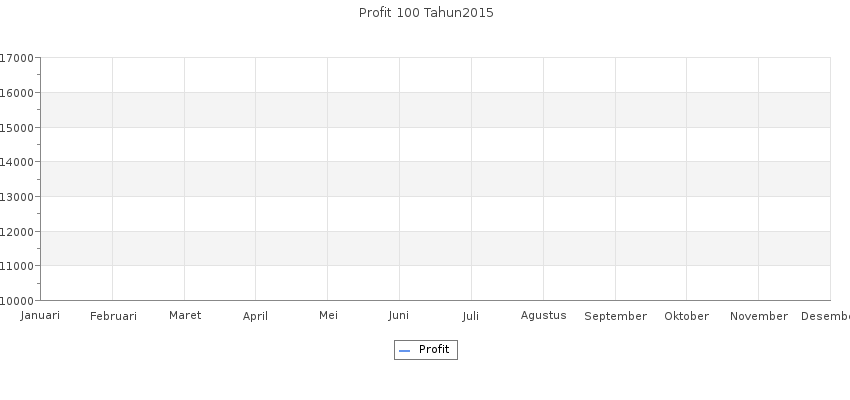 Profit 100 Tahun2015
17000
16000
15000
14000
13000
12000
11000
10000
Januari Februari Maret April Mei Juni Juli Agustus September Oktober November Desemb
Profit